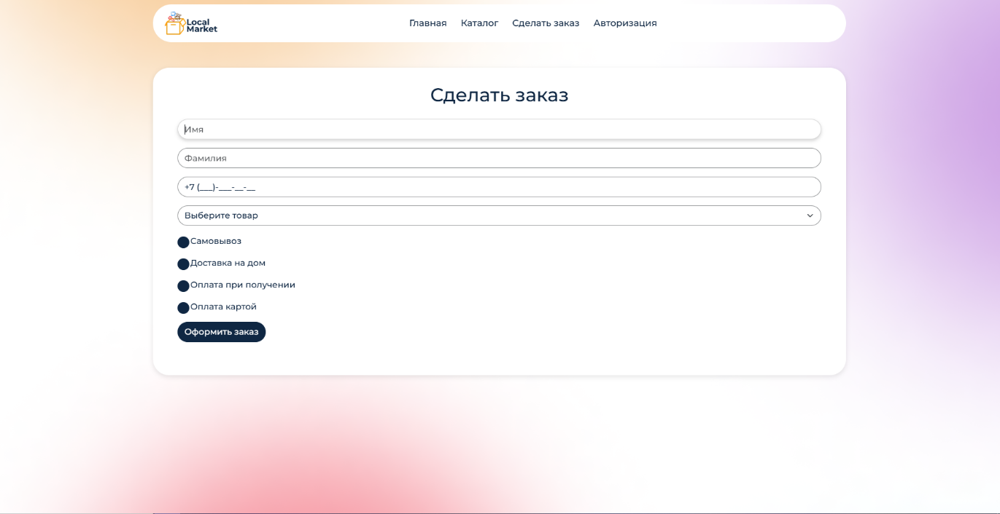 Local
Market
Главная Каталог Сделать заказ Авторизация
Сделать заказ
Имя
Фамилия
+7 (___)-___-__-__
Выберите товар
Самовывоз
Доставка на дом
Оплата при получении
Оплата картой
Оформить заказ